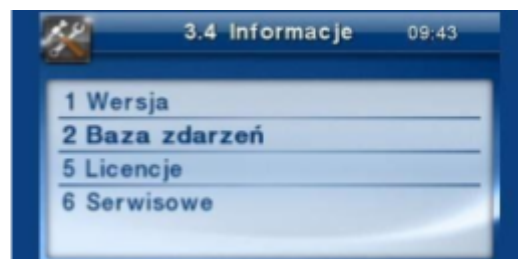 3.4 Informacje 09:43
1 Wersja
2 Baza zdarzeń
5 Licencje
6 Serwisowe